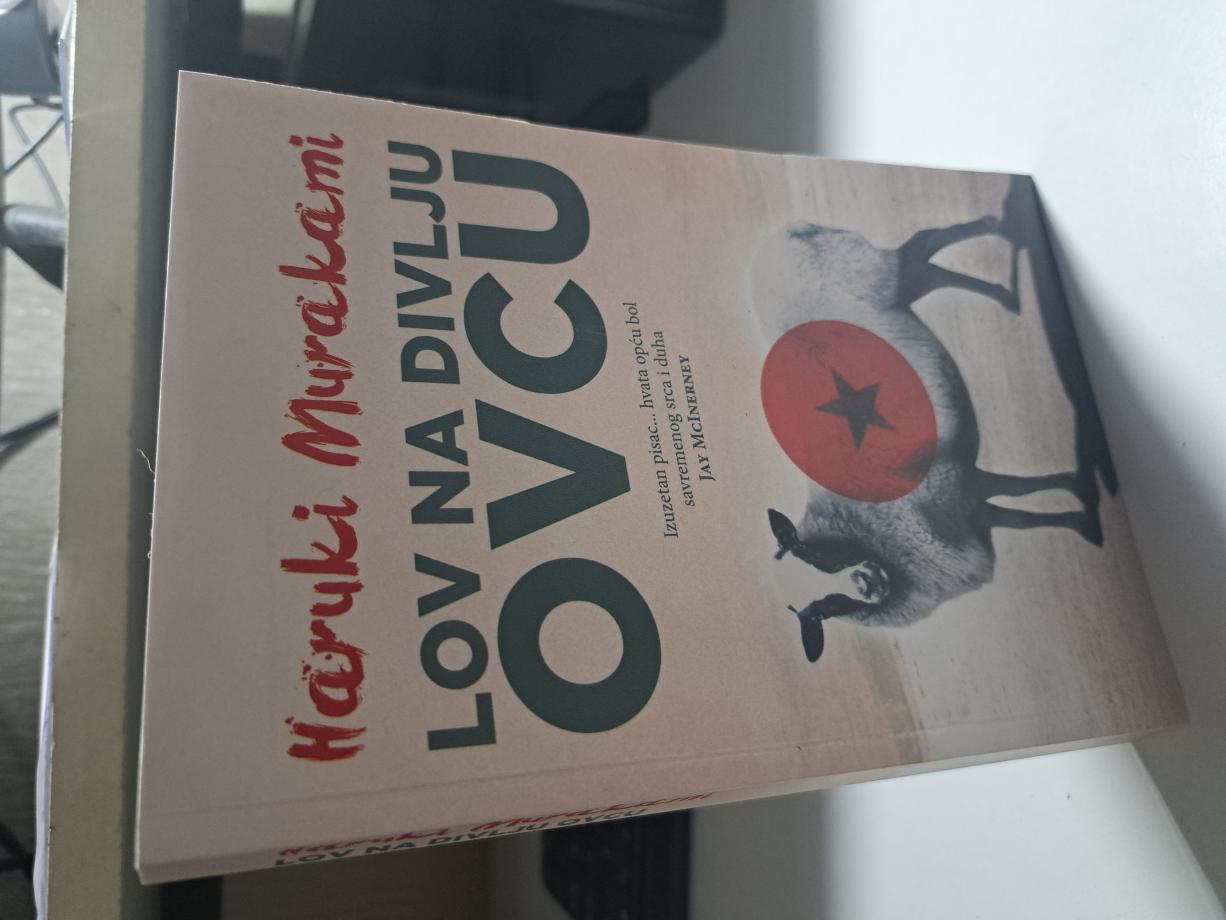 Haruki Murakami
LOV NA DIVLJU
OVCU
Izuzetan pisac... hvata opću bol
savremenog srca i duha
JAY MCINERNEY
Haruki Murakami
LOV NA DIVLJU OVCU